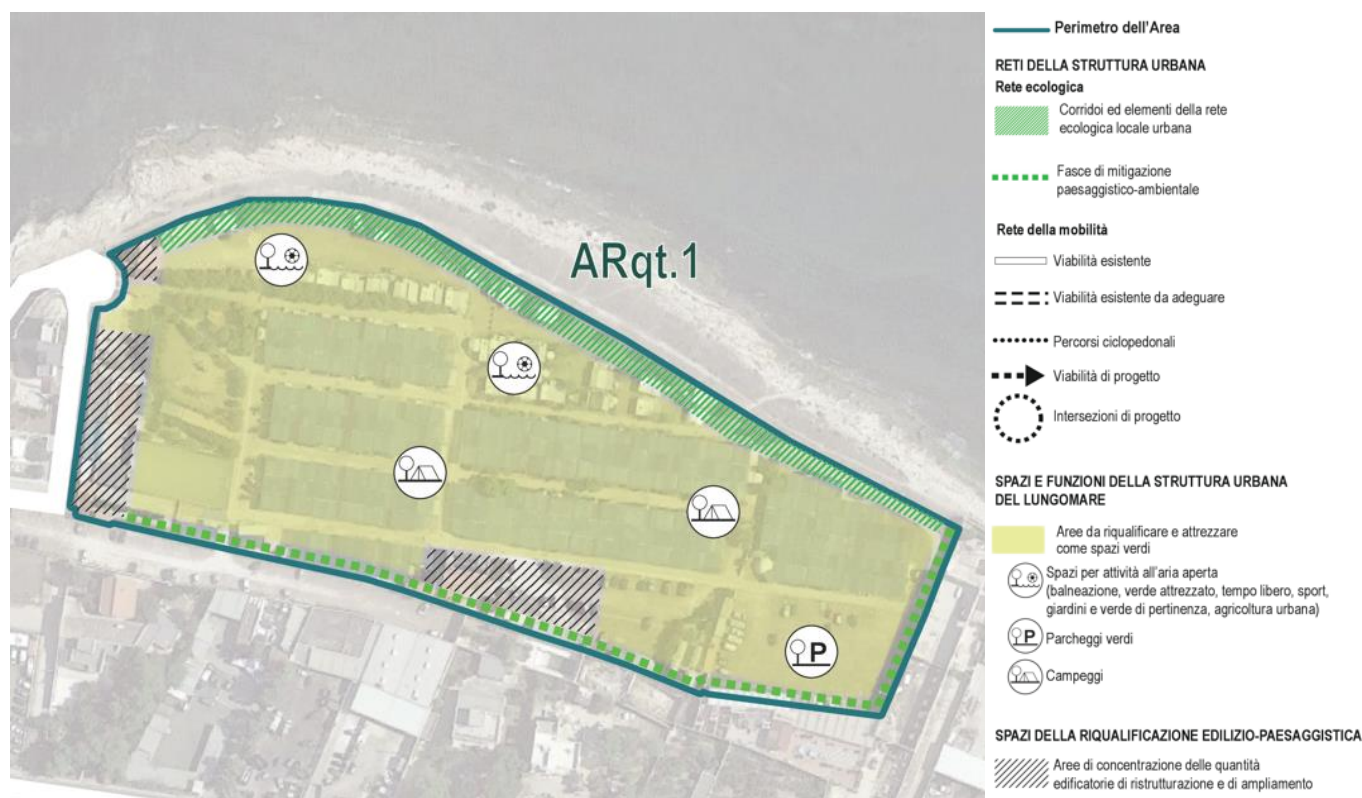 ARqt.1
P
Perimetro dell'Area
RETI DELLA STRUTTURA URBANA
Rete ecologica
Corridoi ed elementi della rete
ecologica locale urbana
Fasce di mitigazione
paesaggistico-ambientale
Rete della mobilità
Viabilità esistente
Viabilità esistente da adeguare
Percorsi ciclopedonali
Viabilità di progetto
Intersezioni di progetto
SPAZI E FUNZIONI DELLA STRUTTURA URBANA
DEL LUNGOMARE
Aree da riqualificare e attrezzare
come spazi verdi
Spazi per attività all'aria aperta
(balneazione, verde attrezzato, tempo libero, sport,
giardini e verde di pertinenza, agricoltura urbana)
P Parcheggi verdi
Campeggi
SPAZI DELLA RIQUALIFICAZIONE EDILIZIO-PAESAGGISTICA
Aree di concentrazione delle quantità
edificatorie di ristrutturazione e di ampliamento